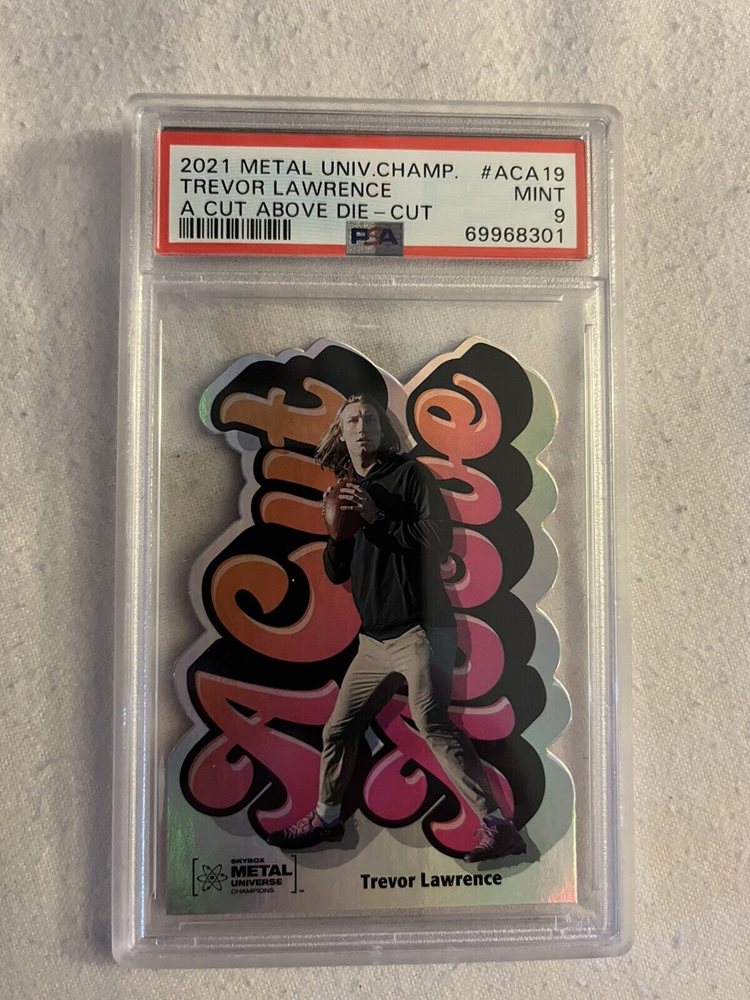 2021 METAL UNIV.CHAMP. #ACA19
TREVOR LAWRENCE MINT
A CUT ABOVE DIE-CUT 9
PSA 69968301
A Cut
Above
SKYBOX
METAL
UNIVERSE
CHAMPIONS TM
Trevor Lawrence